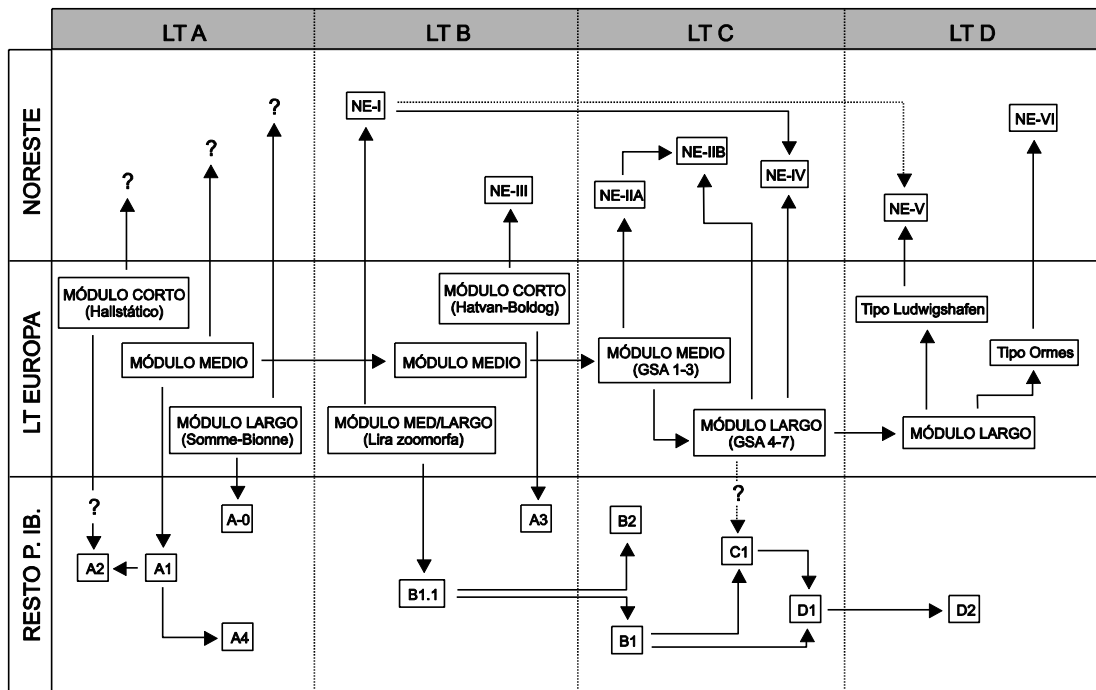 LT A
LT B
LT C
LT D
NORESTE
?
?
?
NE-I
NE-III
NE-IIA
NE-IIB
NE-IV
NE-V
NE-VI
LT EUROPA
MÓDULO CORTO
(Hallstático)
MÓDULO MEDIO
MÓDULO LARGO
(Somme-Bionne)
MÓDULO CORTO
(Hatvan-Boldog)
MÓDULO MEDIO
MÓDULO MED/LARGO
(Lira zoomorfa)
MÓDULO MEDIO
(GSA 1-3)
MÓDULO LARGO
(GSA 4-7)
Tipo Ludwigshafen
Tipo Ormes
MÓDULO LARGO
RESTO P. IB.
?
A-0
A2
A1
A4
A3
B1.1
B2
?
C1
B1
D1
D2